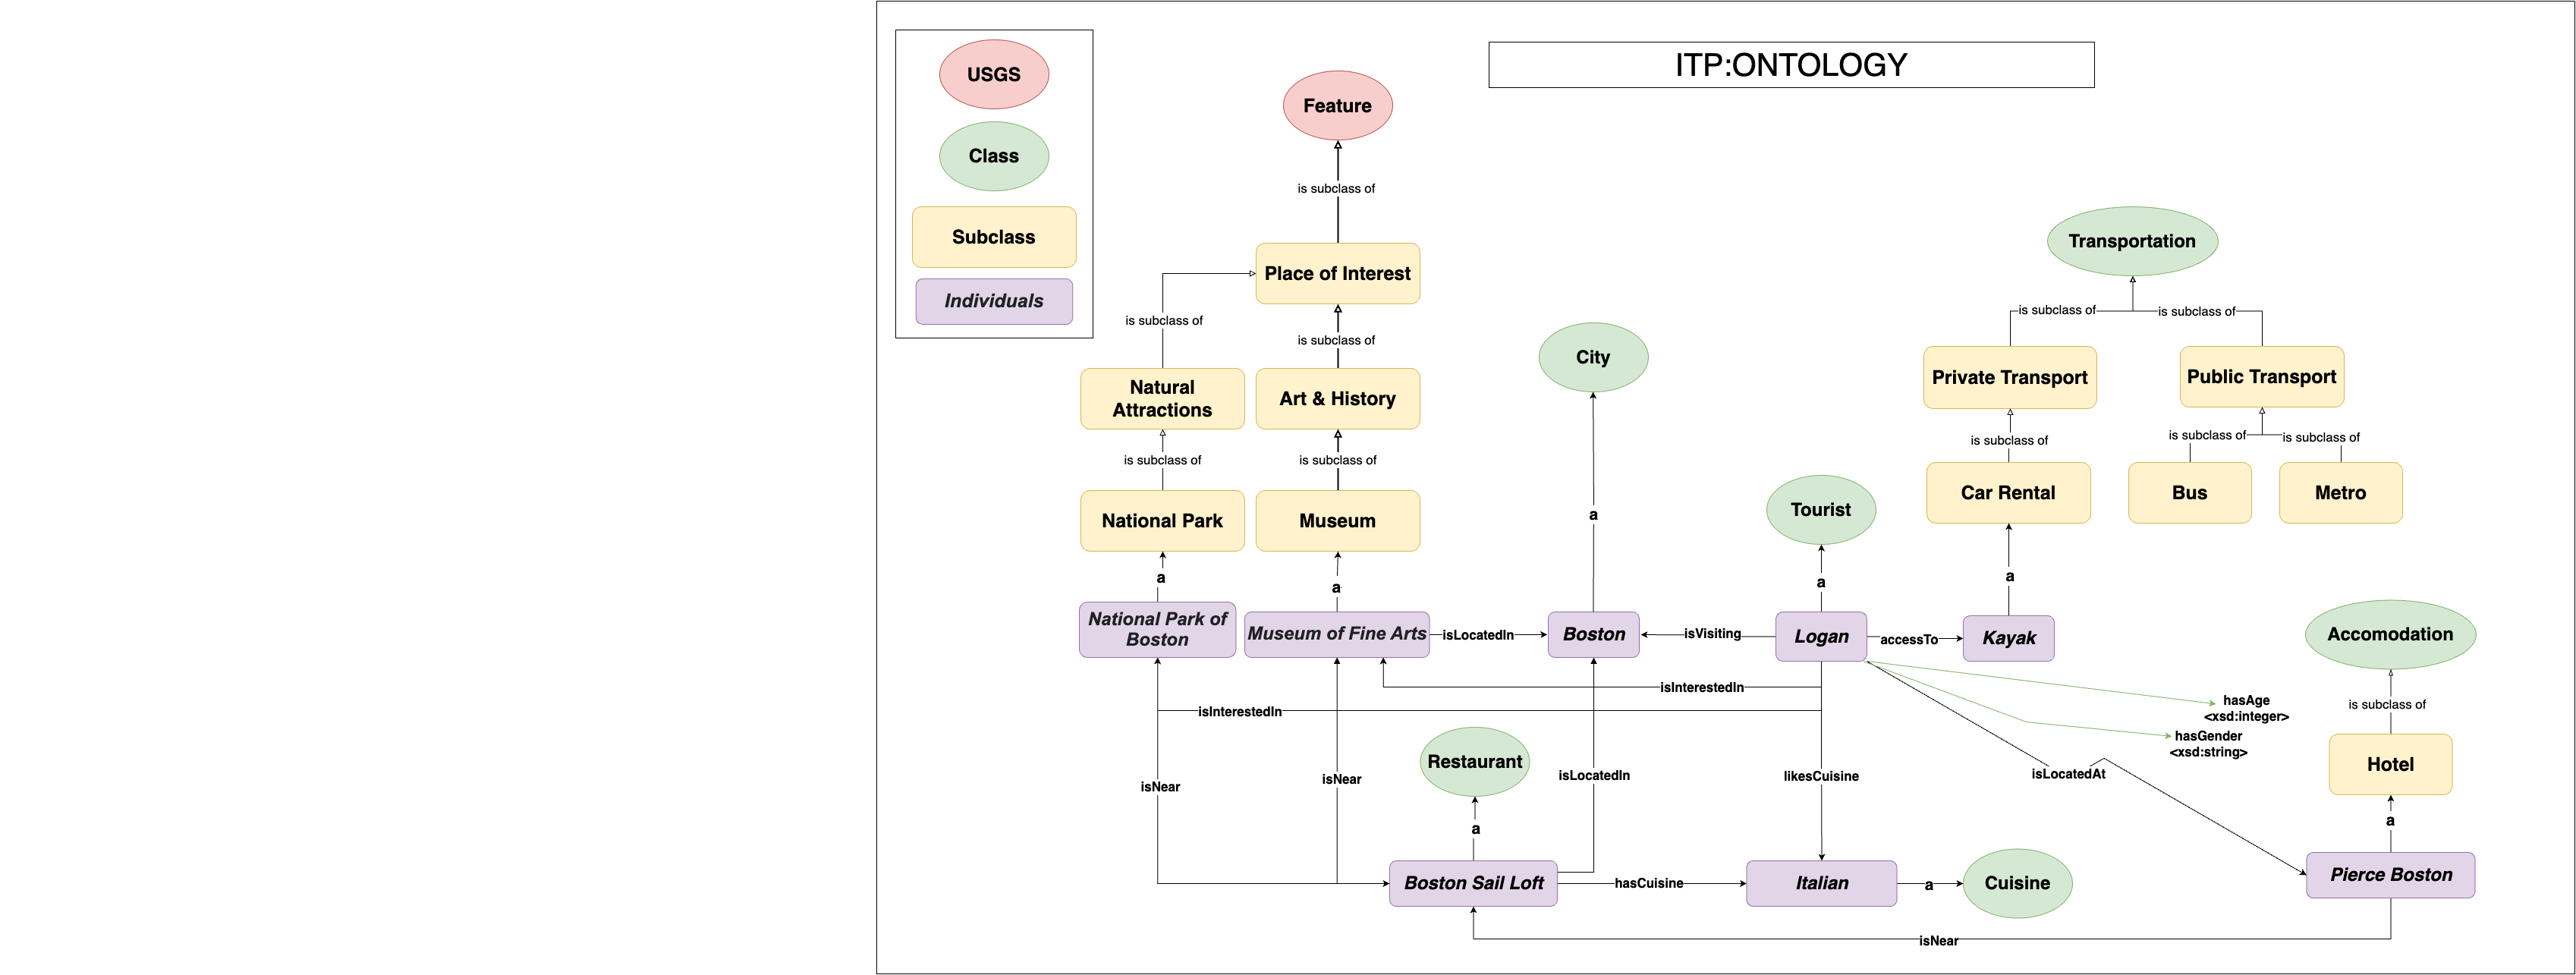 ITP:ONTOLOGY
USGS
Class
Subclass
Individuals
Feature
is subclass of
Place of Interest
is subclass of
is subclass of
Natural
Attractions
Art & History
is subclass of
is subclass of
National Park
Museum
a
a
National Park of
Boston
Museum of Fine Arts
isLocatedIn
Boston
isVisiting
Logan
accessTo
Kayak
City
a
Tourist
a
Transportation
is subclass of
is subclass of
Private Transport
Public Transport
is subclass of
is subclass of
is subclass of
Car Rental
Bus
Metro
a
Accomodation
is subclass of
Hotel
a
Pierce Boston
hasAge
<xsd:integer>
hasGender
<xsd:string>
isLocatedAt
isInterestedIn
isInterestedIn
isNear
isNear
Restaurant
a
isLocatedIn
likesCuisine
Boston Sail Loft
hasCuisine
Italian
a
Cuisine
isNear